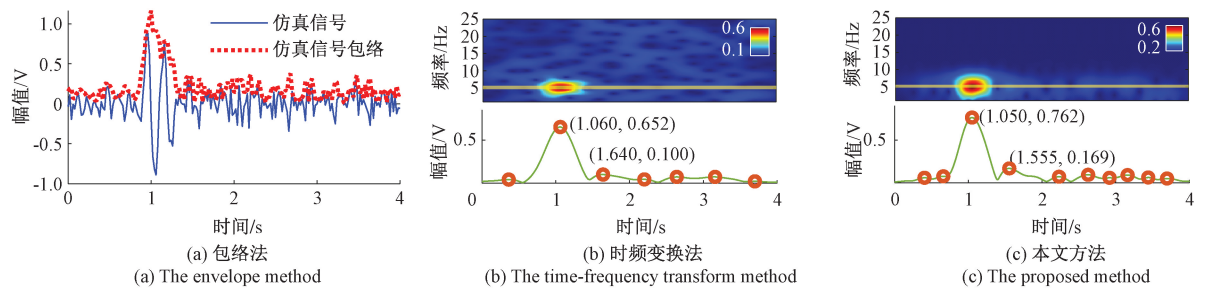 1.0
0.5
0
-0.5
-1.0
幅值/V
仿真信号
仿真信号包络
0
1
2
3
4
时间/s
(a) 包络法
(a) The envelope method
25
20
15
10
5
频率/Hz
0.6
0.1
0.5
幅值/V
(1.060, 0.652)
(1.640, 0.100)
0
1
2
3
4
时间/s
(b) 时频变换法
(b) The time-frequency transform method
25
20
15
10
5
频率/Hz
0.6
0.2
0.5
幅值/V
(1.050, 0.762)
(1.555, 0.169)
0
1
2
3
4
时间/s
(c) 本文方法
(c) The proposed method